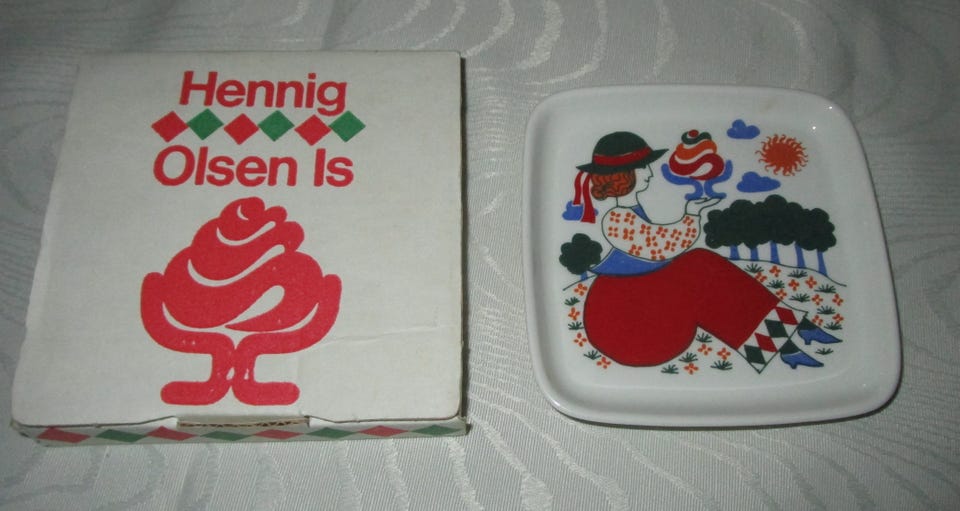 Hennig
Olsen Is